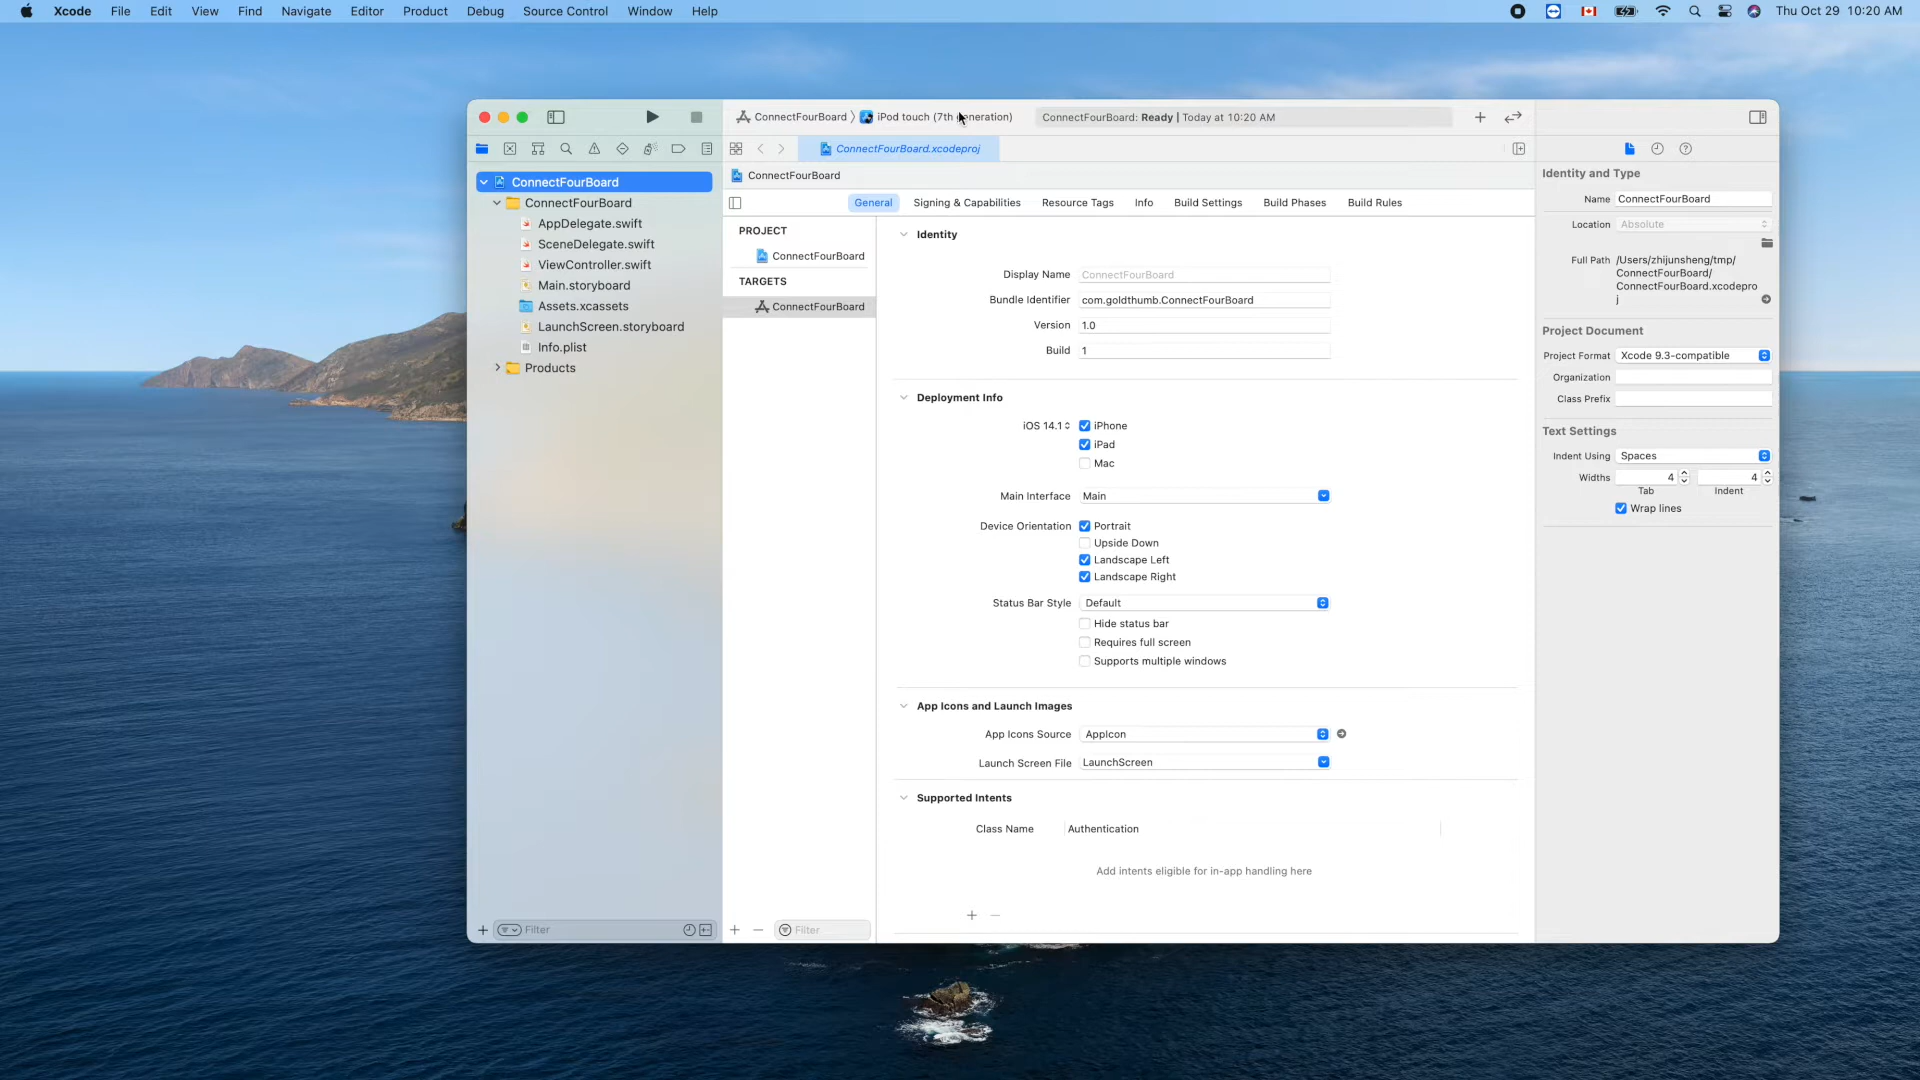 Xcode File Edit View Find Navigate Editor Product Debug Source Control Window Help Thu Oct 29 10:20 AM
ConnectFourBoard iPod touch (7th generation) ConnectFourBoard: Ready | Today at 10:20 AM
ConnectFourBoard.xcodeproj
ConnectFourBoard
General Signing & Capabilities Resource Tags Info Build Settings Build Phases Build Rules
ConnectFourBoard
ConnectFourBoard
AppDelegate.swift
SceneDelegate.swift
ViewController.swift
Main.storyboard
Assets.xcassets
LaunchScreen.storyboard
Info.plist
Products
Filter
PROJECT
ConnectFourBoard
TARGETS
ConnectFourBoard
Filter
Identity
Display Name ConnectFourBoard
Bundle Identifier com.goldthumb.ConnectFourBoard
Version 1.0
Build 1
Deployment Info
iOS 14.1 iPhone
iPad
Mac
Main Interface Main
Device Orientation Portrait
Upside Down
Landscape Left
Landscape Right
Status Bar Style Default
Hide status bar
Requires full screen
Supports multiple windows
App Icons and Launch Images
App Icons Source AppIcon
Launch Screen File LaunchScreen
Supported Intents
Class Name Authentication
Add intents eligible for in-app handling here
Identity and Type
Name ConnectFourBoard
Location Absolute
Full Path /Users/zhijunsheng/tmp/
ConnectFourBoard/
ConnectFourBoard.xcodepro
j
Project Document
Project Format Xcode 9.3-compatible
Organization
Class Prefix
Text Settings
Indent Using Spaces
Widths 4 4
Tab Indent
Wrap lines